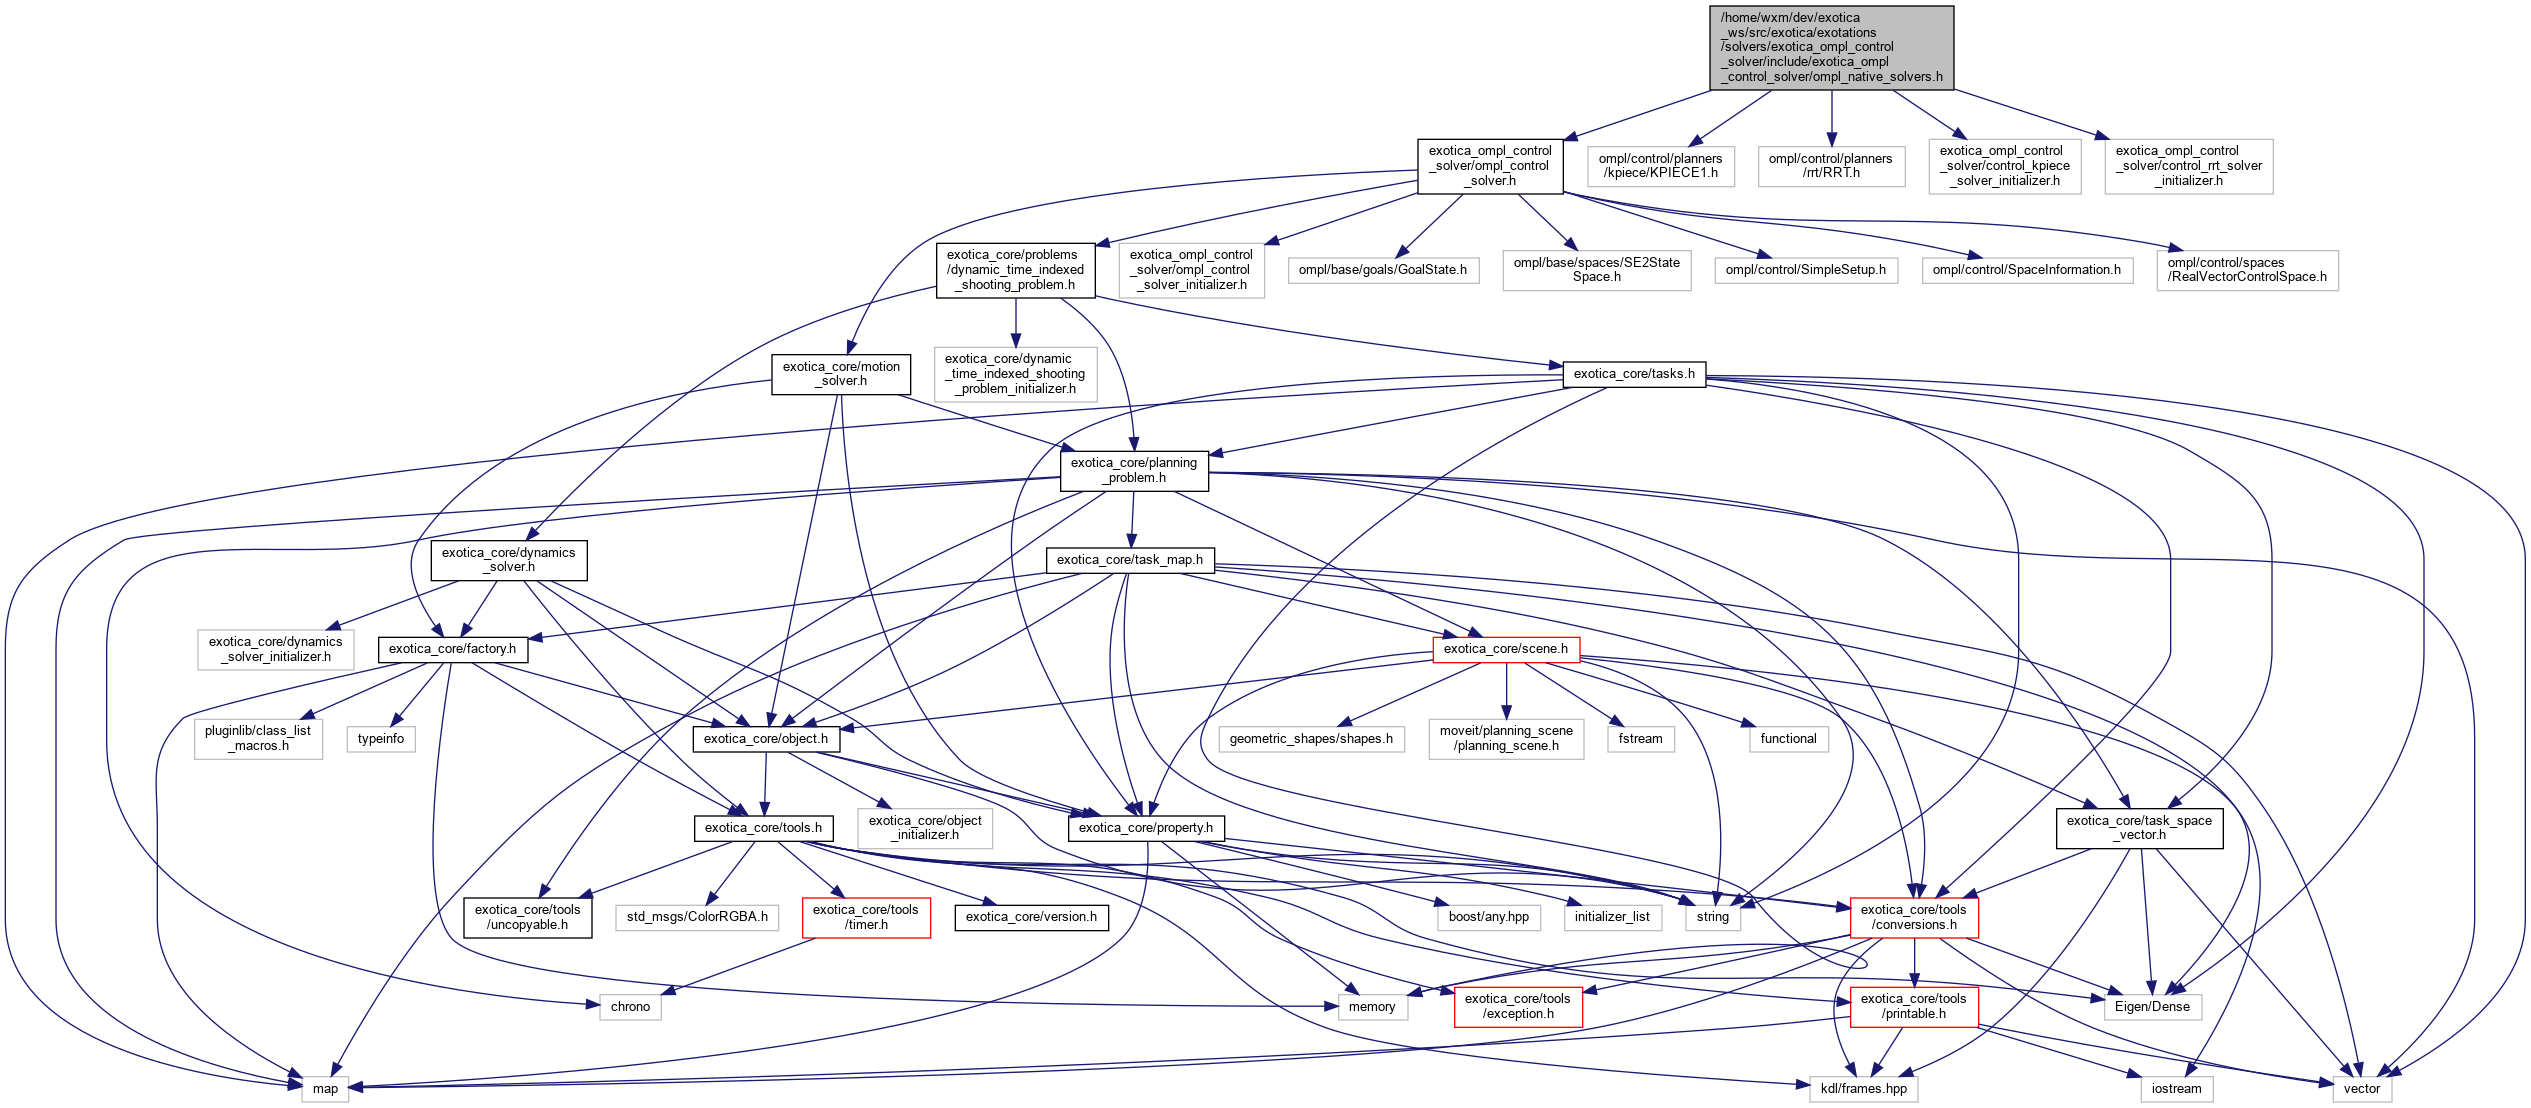 /home/wxm/dev/exotica
_ws/src/exotica/exotations
/solvers/exotica_ompl_control
_solver/include/exotica_ompl
_control_solver/ompl_native_solvers.h
exotica_ompl_control
_solver/ompl_control
_solver.h
ompl/control/planners
/kpiece/KPIECE1.h
ompl/control/planners
/rrt/RRT.h
exotica_ompl_control
_solver/control_kpiece
_solver_initializer.h
exotica_ompl_control
_solver/control_rrt_solver
_initializer.h
exotica_core/problems
/dynamic_time_indexed
_shooting_problem.h
exotica_ompl_control
_solver/ompl_control
_solver_initializer.h
ompl/base/goals/GoalState.h
ompl/base/spaces/SE2State
Space.h
ompl/control/SimpleSetup.h
ompl/control/SpaceInformation.h
ompl/control/spaces
/RealVectorControlSpace.h
exotica_core/motion
_solver.h
exotica_core/dynamic
_time_indexed_shooting
_problem_initializer.h
exotica_core/tasks.h
exotica_core/planning
_problem.h
exotica_core/dynamics
_solver.h
exotica_core/task_map.h
exotica_core/dynamics
_solver_initializer.h
exotica_core/factory.h
exotica_core/scene.h
pluginlib/class_list
_macros.h
typeinfo
exotica_core/object.h
geometric_shapes/shapes.h
moveit/planning_scene
/planning_scene.h
fstream
functional
exotica_core/tools.h
exotica_core/object
_initializer.h
exotica_core/property.h
exotica_core/task_space
_vector.h
exotica_core/tools
/uncopyable.h
std_msgs/ColorRGBA.h
exotica_core/tools
/timer.h
exotica_core/version.h
boost/any.hpp
initializer_list
string
exotica_core/tools
/conversions.h
chrono
memory
exotica_core/tools
/exception.h
exotica_core/tools
/printable.h
Eigen/Dense
map
kdl/frames.hpp
iostream
vector